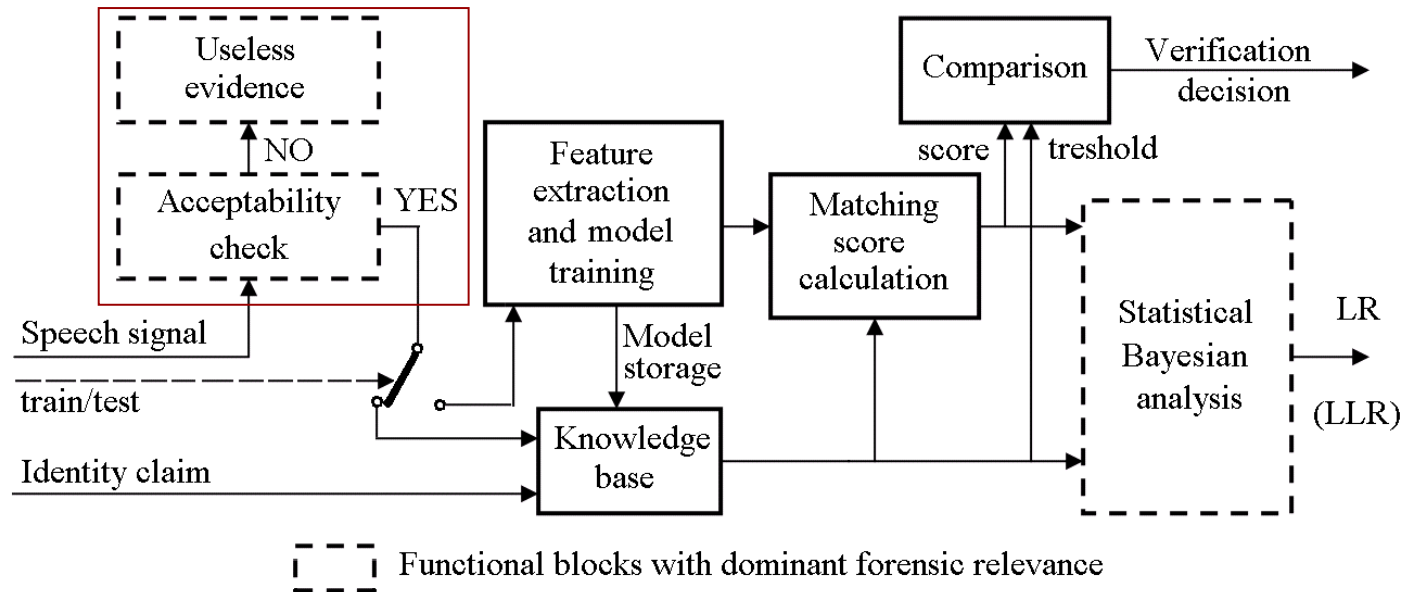 Useless
evidence
NO
Acceptability
check
YES
Speech signal
train/test
Identity claim
Feature
extraction
and model
training
Model
storage
Knowledge
base
Matching
score
calculation
Comparison
score
treshold
Verification
decision
Statistical
Bayesian
analysis
LR
(LLR)
Functional blocks with dominant forensic relevance